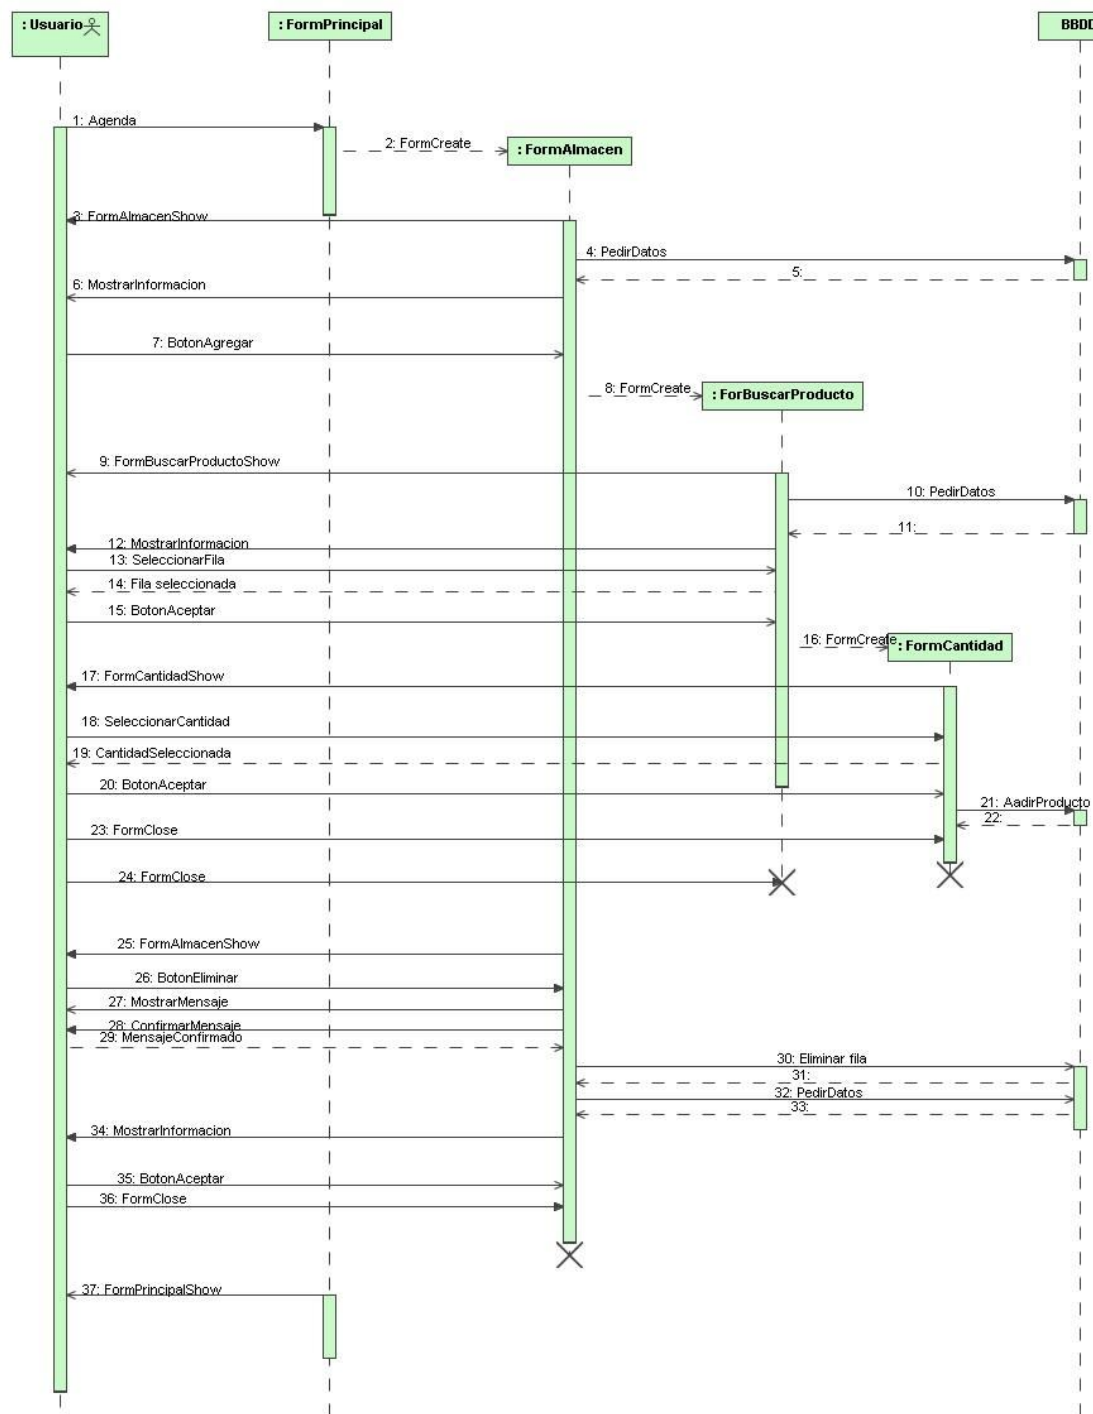 : Usuario
: FormPrincipal
BBDD
1: Agenda
2: FormCreate
: FormAlmacen
3: FormAlmacenShow
4: PedirDatos
5:
6: MostrarInformacion
7: BotonAgregar
8: FormCreate
: ForBuscarProducto
9: FormBuscarProductoShow
10: PedirDatos
11:
12: MostrarInformacion
13: SeleccionarFila
14: Fila seleccionada
15: BotonAceptar
16: FormCreate
: FormCantidad
17: FormCantidadShow
18: SeleccionarCantidad
19: CantidadSeleccionada
20: BotonAceptar
21: AadirProducto
22:
23: FormClose
24: FormClose
25: FormAlmacenShow
26: BotonEliminar
27: MostrarMensaje
28: ConfirmarMensaje
29: MensajeConfirmado
30: Eliminar fila
31:
32: PedirDatos
33:
34: MostrarInformacion
35: BotonAceptar
36: FormClose
37: FormPrincipalShow